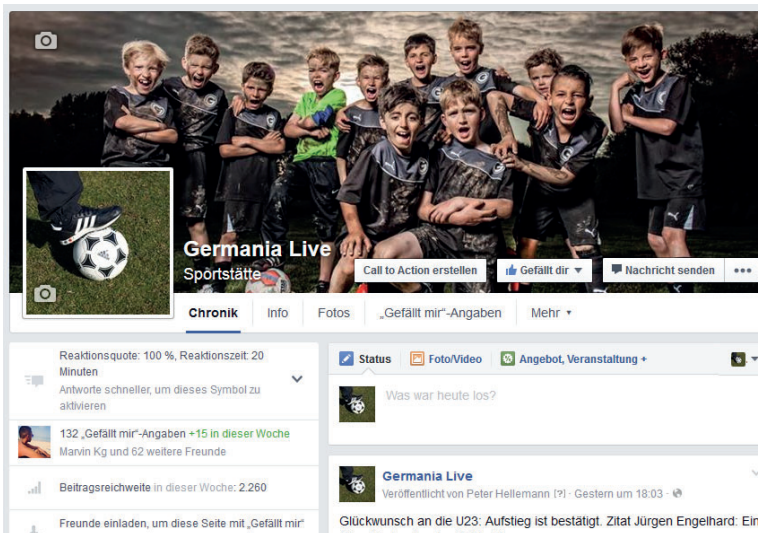 Germania Live
Sportstätte
Call to Action erstellen
Gefällt dir
Nachricht senden
Chronik
Info
Fotos
„Gefällt mir“-Angaben
Mehr
Reaktionsquote: 100 %, Reaktionszeit: 20
Minuten
Antworte schneller, um dieses Symbol zu
aktivieren
132 „Gefällt mir“-Angaben +15 in dieser Woche
Marvin Kg und 62 weitere Freunde
Beitragsreichweite in dieser Woche: 2.260
Freunde einladen, um diese Seite mit „Gefällt mir“
Status
Foto/Video
Angebot, Veranstaltung +
Was war heute los?
Germania Live
Veröffentlicht von Peter Hellemann [?] · Gestern um 18:03 ·
Glückwunsch an die U23: Aufstieg ist bestätigt. Zitat Jürgen Engelhard: Ein